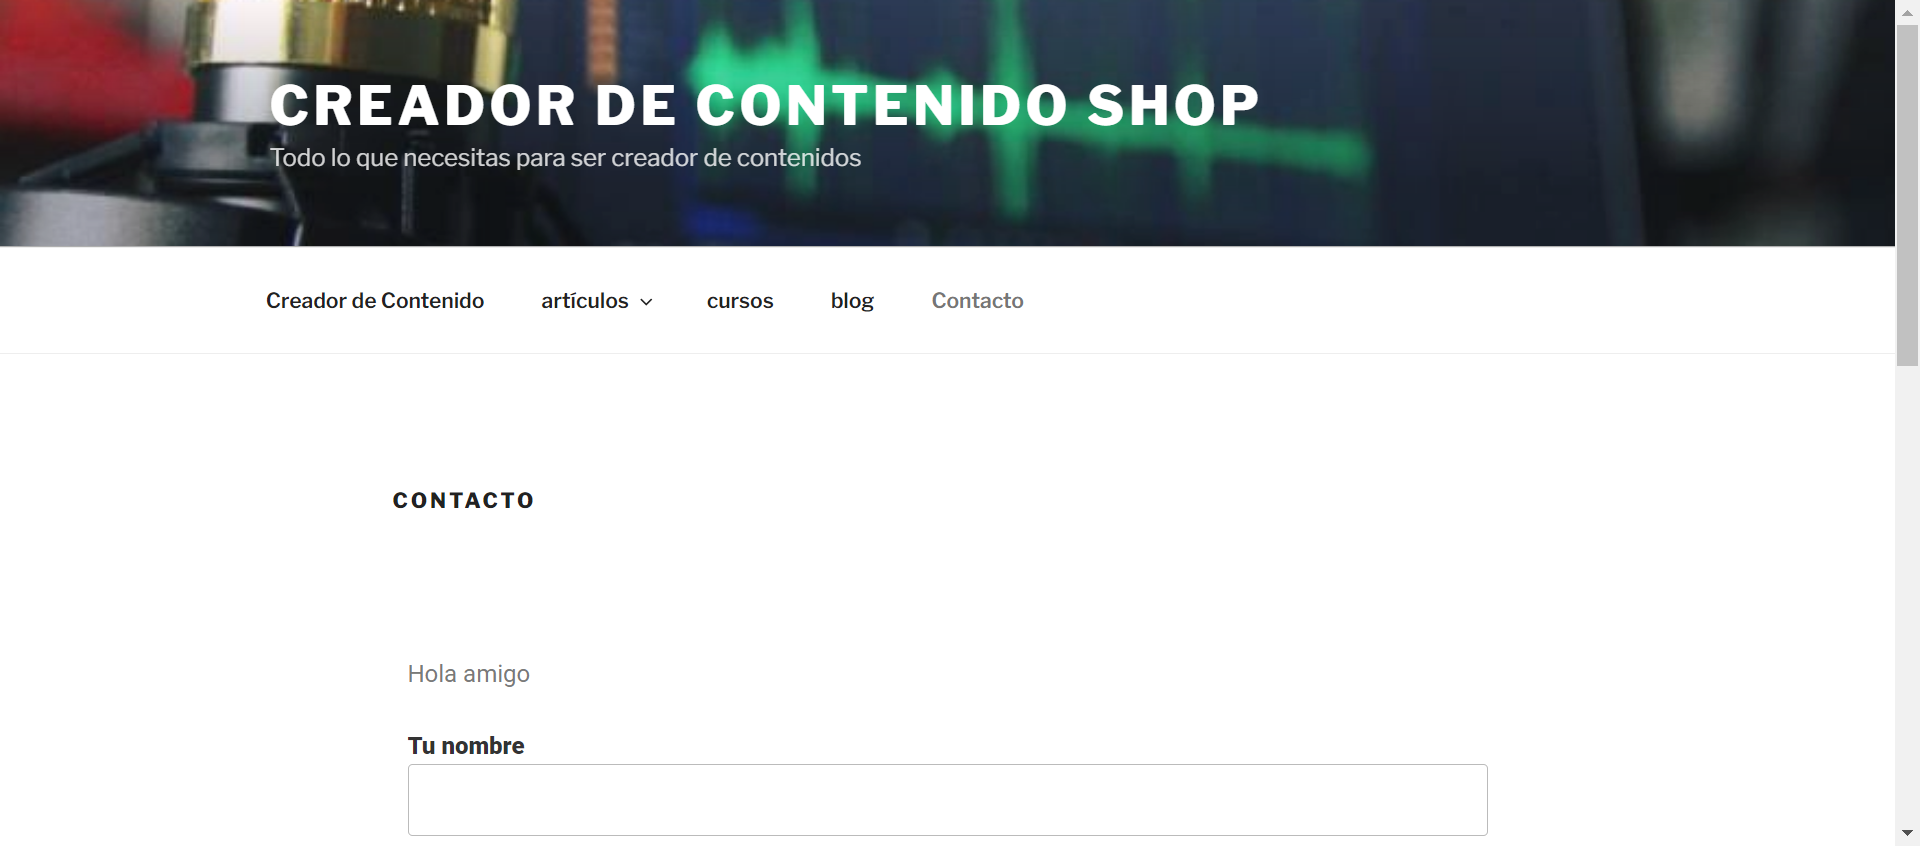 CREADOR DE CONTENIDO SHOP
Todo lo que necesitas para ser creador de contenidos
Creador de Contenido artículos cursos blog Contacto
CONTACTO
Hola amigo
Tu nombre